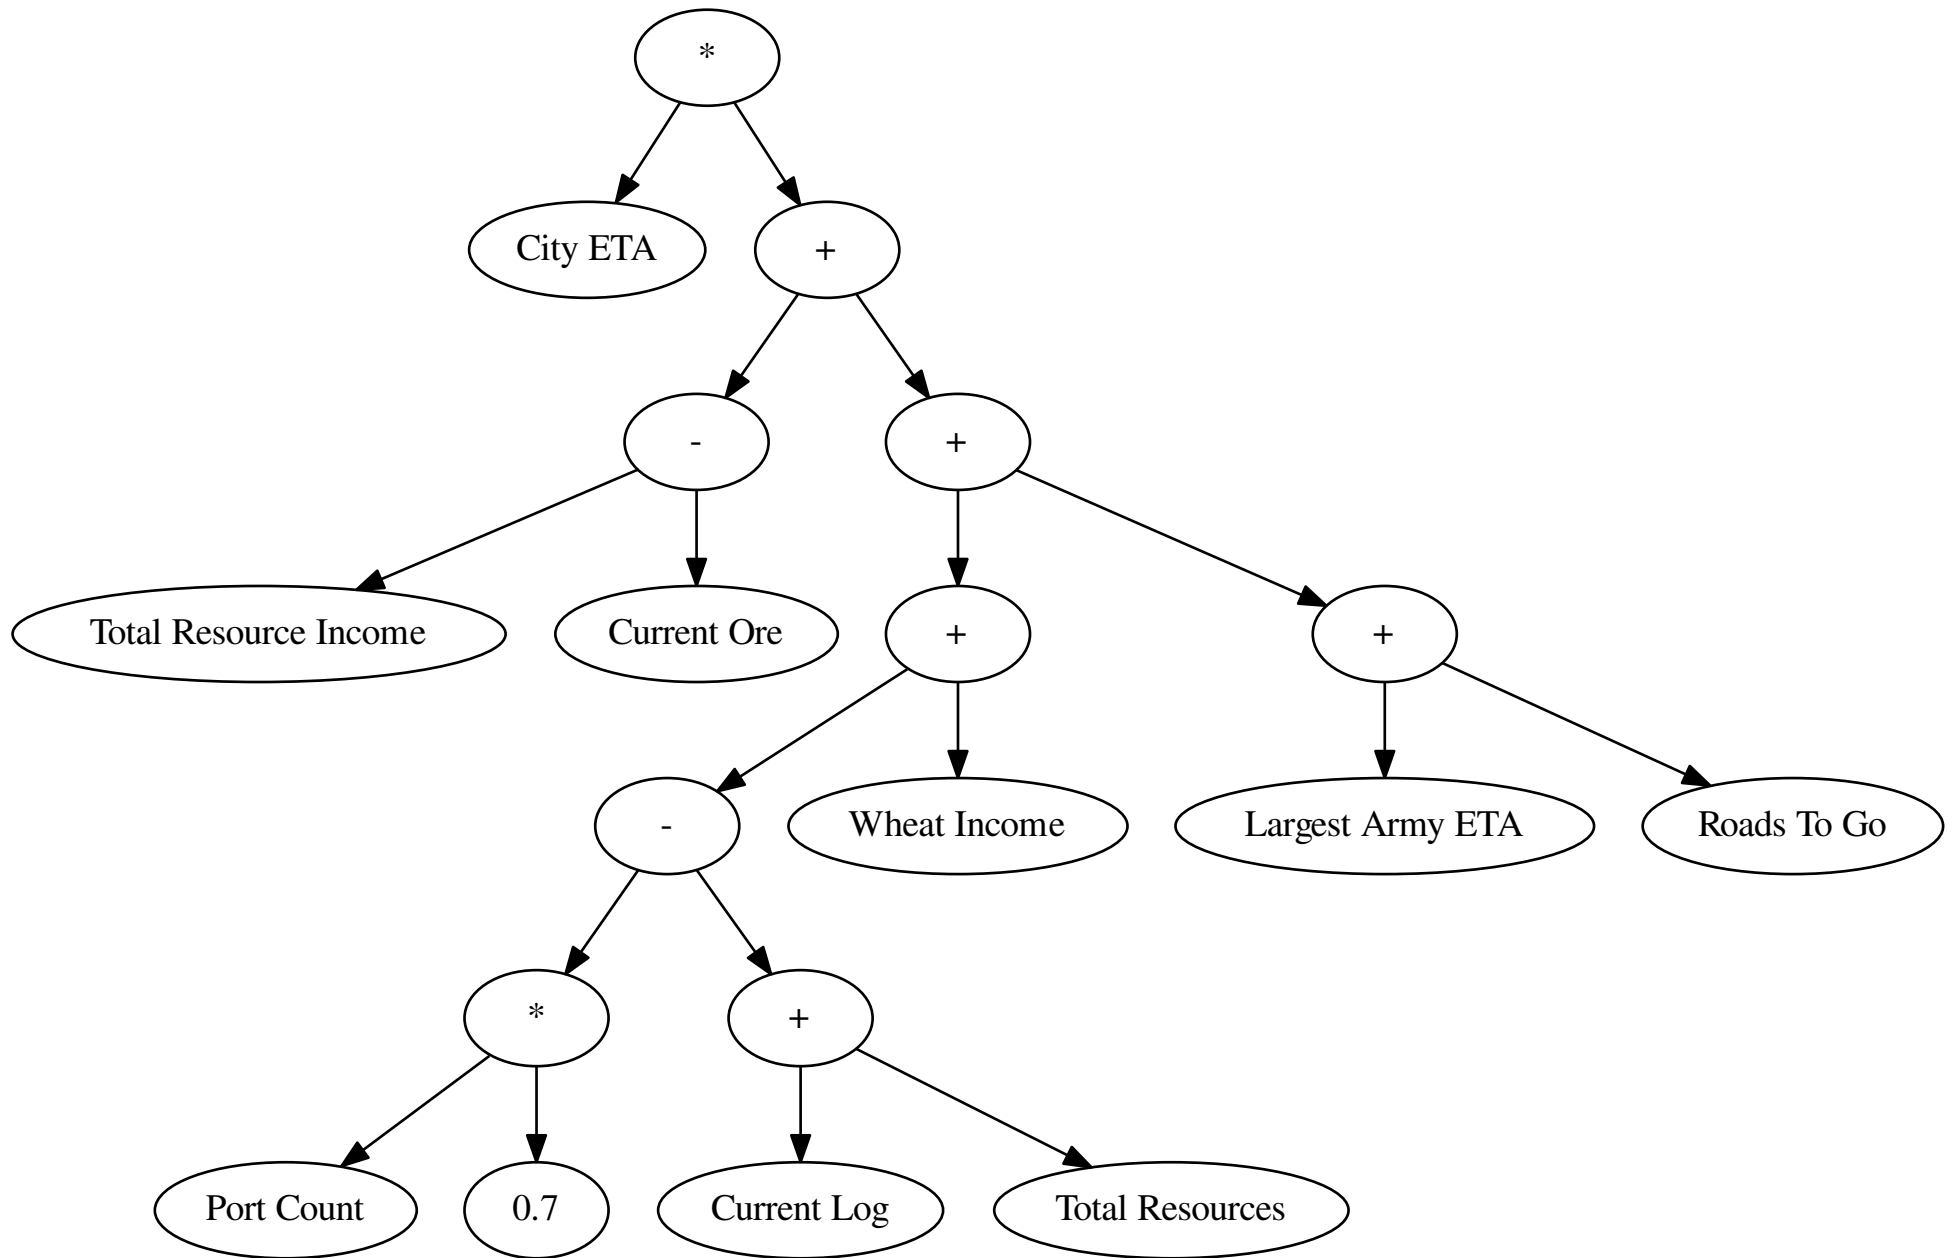 *
City ETA
+
-
+
Total Resource Income
Current Ore
+
+
-
Wheat Income
Largest Army ETA
Roads To Go
*
+
Port Count
0.7
Current Log
Total Resources